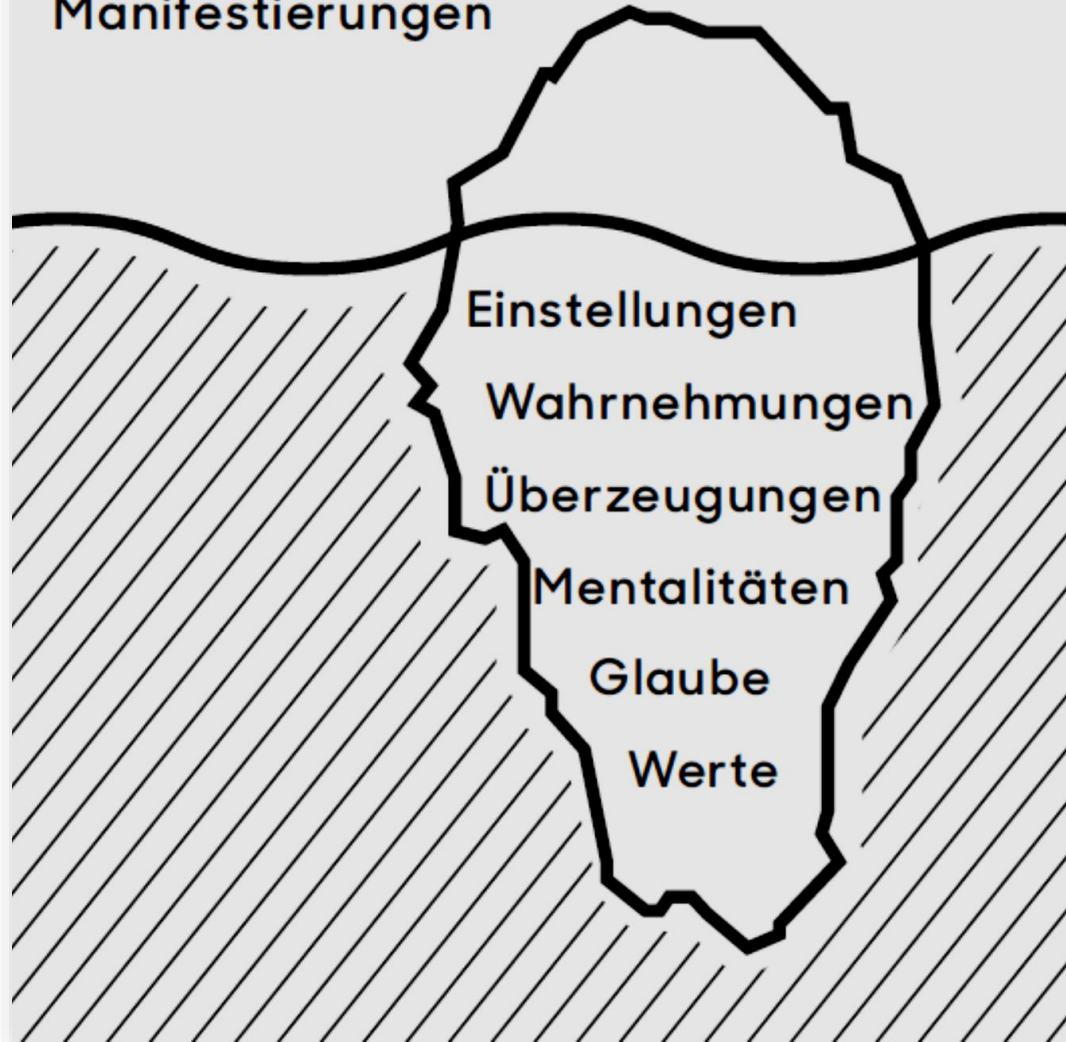 Manifestierungen
Einstellungen
Wahrnehmungen
Überzeugungen
Mentalitäten
Glaube
Werte